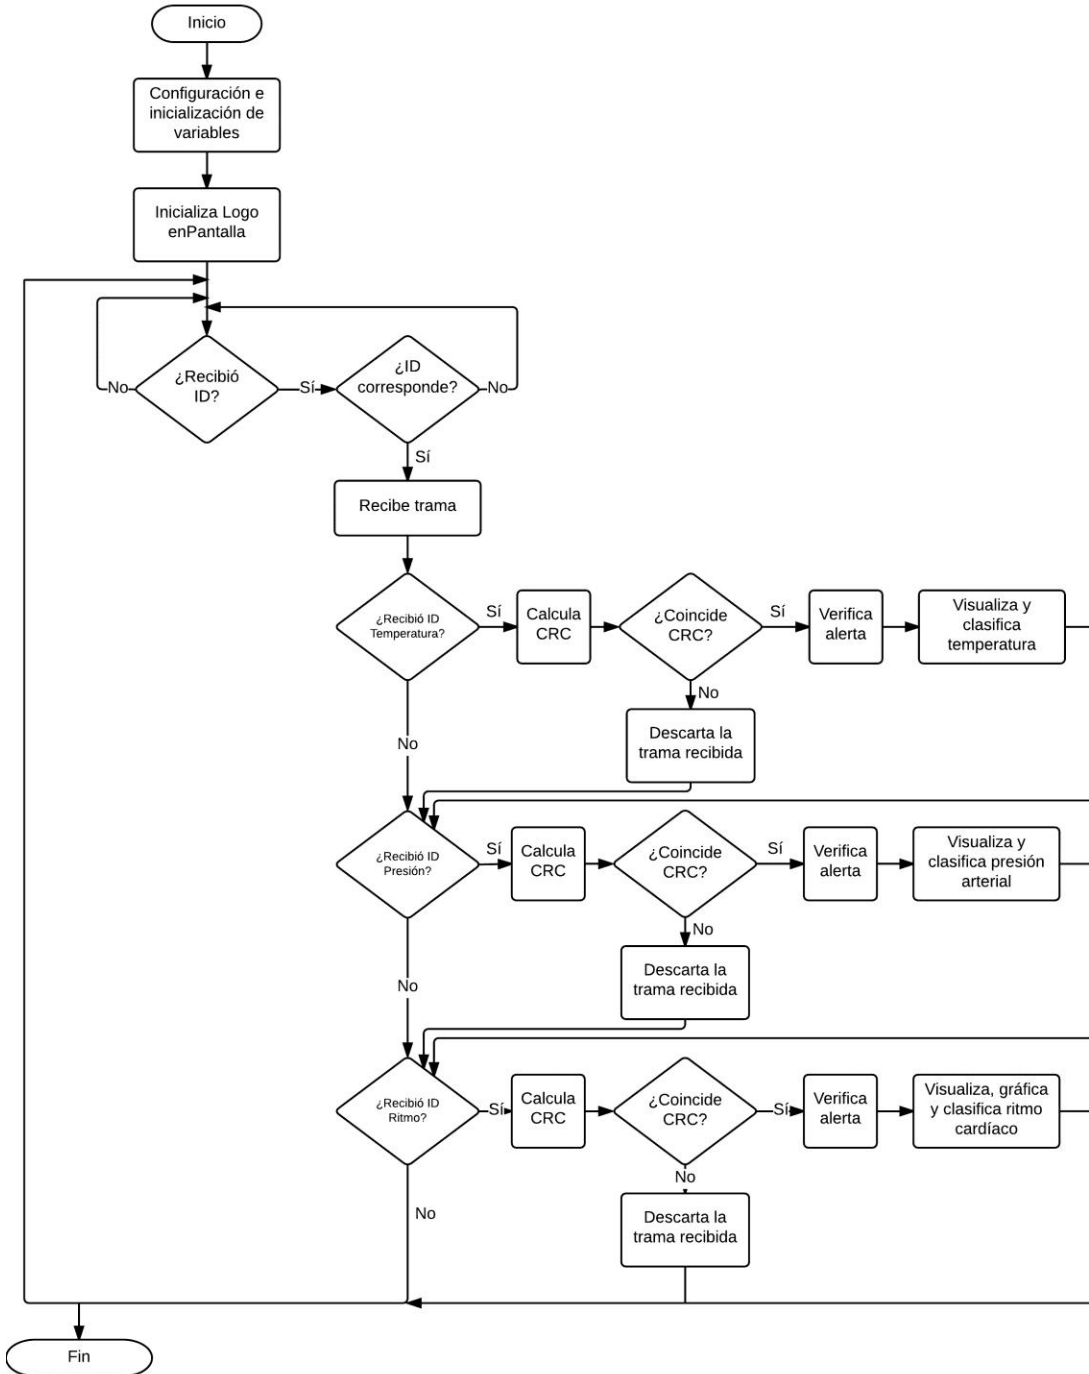 Inicio
Configuración e
inicialización de
variables
Inicializa Logo
enPantalla
¿Recibió
ID?
No
Sí
¿ID
corresponde?
No
Sí
Recibe trama
¿Recibió ID
Temperatura?
Sí
Calcula
CRC
¿Coincide
CRC?
Sí
Verifica
alerta
Visualiza y
clasifica
temperatura
No
Descarta la
trama recibida
No
¿Recibió ID
Presión?
Sí
Calcula
CRC
¿Coincide
CRC?
Sí
Verifica
alerta
Visualiza y
clasifica presión
arterial
No
Descarta la
trama recibida
No
¿Recibió ID
Ritmo?
Sí
Calcula
CRC
¿Coincide
CRC?
Sí
Verifica
alerta
Visualiza, gráfica
y clasifica ritmo
cardíaco
No
Descarta la
trama recibida
No
Fin